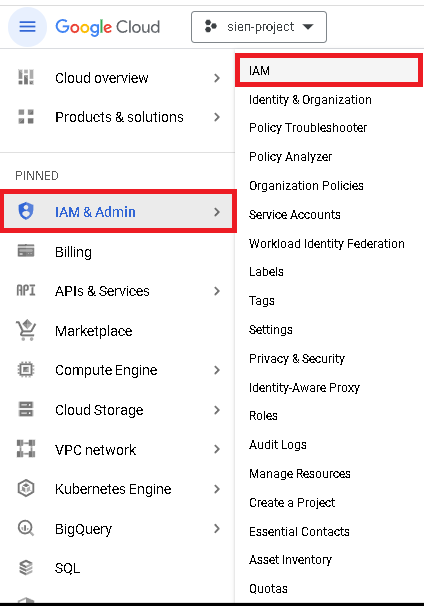 Google Cloud
sien-project
Cloud overview
Products & solutions
PINNED
IAM & Admin
Billing
API APIs & Services
Marketplace
Compute Engine
Cloud Storage
VPC network
Kubernetes Engine
BigQuery
SQL
IAM
Identity & Organization
Policy Troubleshooter
Policy Analyzer
Organization Policies
Service Accounts
Workload Identity Federation
Labels
Tags
Settings
Privacy & Security
Identity-Aware Proxy
Roles
Audit Logs
Manage Resources
Create a Project
Essential Contacts
Asset Inventory
Quotas